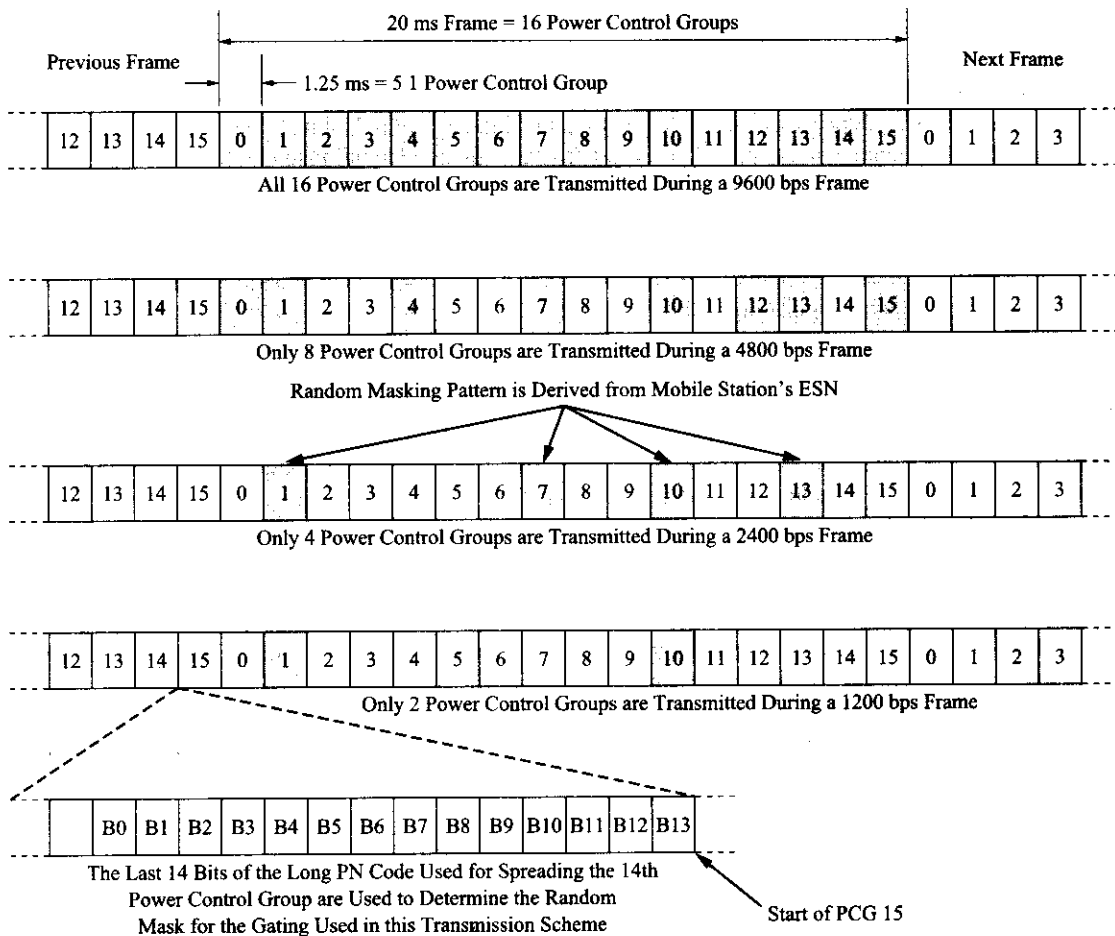 20 ms Frame = 16 Power Control Groups
Previous Frame
Next Frame
1.25 ms = 5 1 Power Control Group
12 13 14 15 0 1 2 3 4 5 6 7 8 9 10 11 12 13 14 15 0 1 2 3
All 16 Power Control Groups are Transmitted During a 9600 bps Frame
12 13 14 15 0 1 2 3 4 5 6 7 8 9 10 11 12 13 14 15 0 1 2 3
Only 8 Power Control Groups are Transmitted During a 4800 bps Frame
Random Masking Pattern is Derived from Mobile Station's ESN
12 13 14 15 0 1 2 3 4 5 6 7 8 9 10 11 12 13 14 15 0 1 2 3
Only 4 Power Control Groups are Transmitted During a 2400 bps Frame
12 13 14 15 0 1 2 3 4 5 6 7 8 9 10 11 12 13 14 15 0 1 2 3
Only 2 Power Control Groups are Transmitted During a 1200 bps Frame
B0 B1 B2 B3 B4 B5 B6 B7 B8 B9 B10 B11 B12 B13
The Last 14 Bits of the Long PN Code Used for Spreading the 14th
Power Control Group are Used to Determine the Random
Mask for the Gating Used in this Transmission Scheme
Start of PCG 15